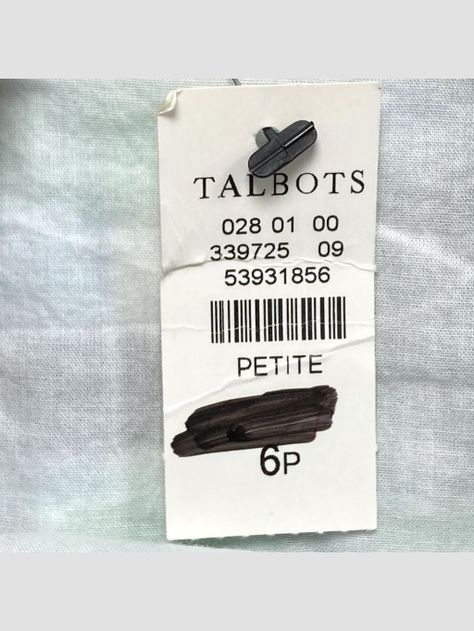 TALBOTS
028 01 00
339725 09
53931856
PETITE
6P